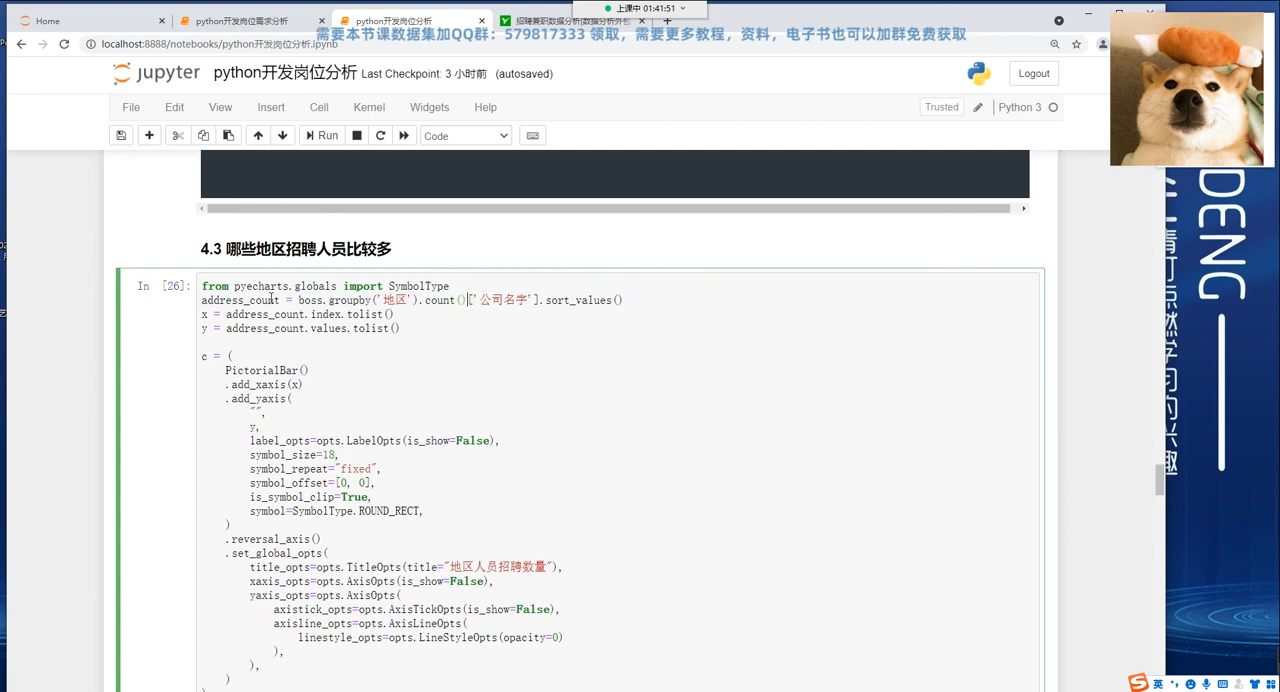 上课中 01:41:51
Home
python开发岗位需求分析
python开发岗位分析
招聘兼职数据分析|数据分析外包
需要本节课数据集加QQ群：579817333 领取，需要更多教程，资料，电子书也可以加群免费获取
localhost:8888/notebooks/python开发岗位分析.ipynb
jupyter python开发岗位分析 Last Checkpoint: 3 小时前 (autosaved)
Logout
File Edit View Insert Cell Kernel Widgets Help
Trusted
Python 3
Run
Code
4.3 哪些地区招聘人员比较多
In [26]:
from pyecharts.globals import SymbolType
address_count = boss.groupby('地区').count()['公司名字'].sort_values()
x = address_count.index.tolist()
y = address_count.values.tolist()
c = (
PictorialBar()
.add_xaxis(x)
.add_yaxis(
"",
y,
label_opts=opts.LabelOpts(is_show=False),
symbol_size=18,
symbol_repeat="fixed",
symbol_offset=[0, 0],
is_symbol_clip=True,
symbol=SymbolType.ROUND_RECT,
)
.reversal_axis()
.set_global_opts(
title_opts=opts.TitleOpts(title="地区人员招聘数量"),
xaxis_opts=opts.AxisOpts(is_show=False),
yaxis_opts=opts.AxisOpts(
axistick_opts=opts.AxisTickOpts(is_show=False),
axisline_opts=opts.AxisLineOpts(
linestyle_opts=opts.LineStyleOpts(opacity=0)
),
),
)
DENG
点燃学习的兴趣
英